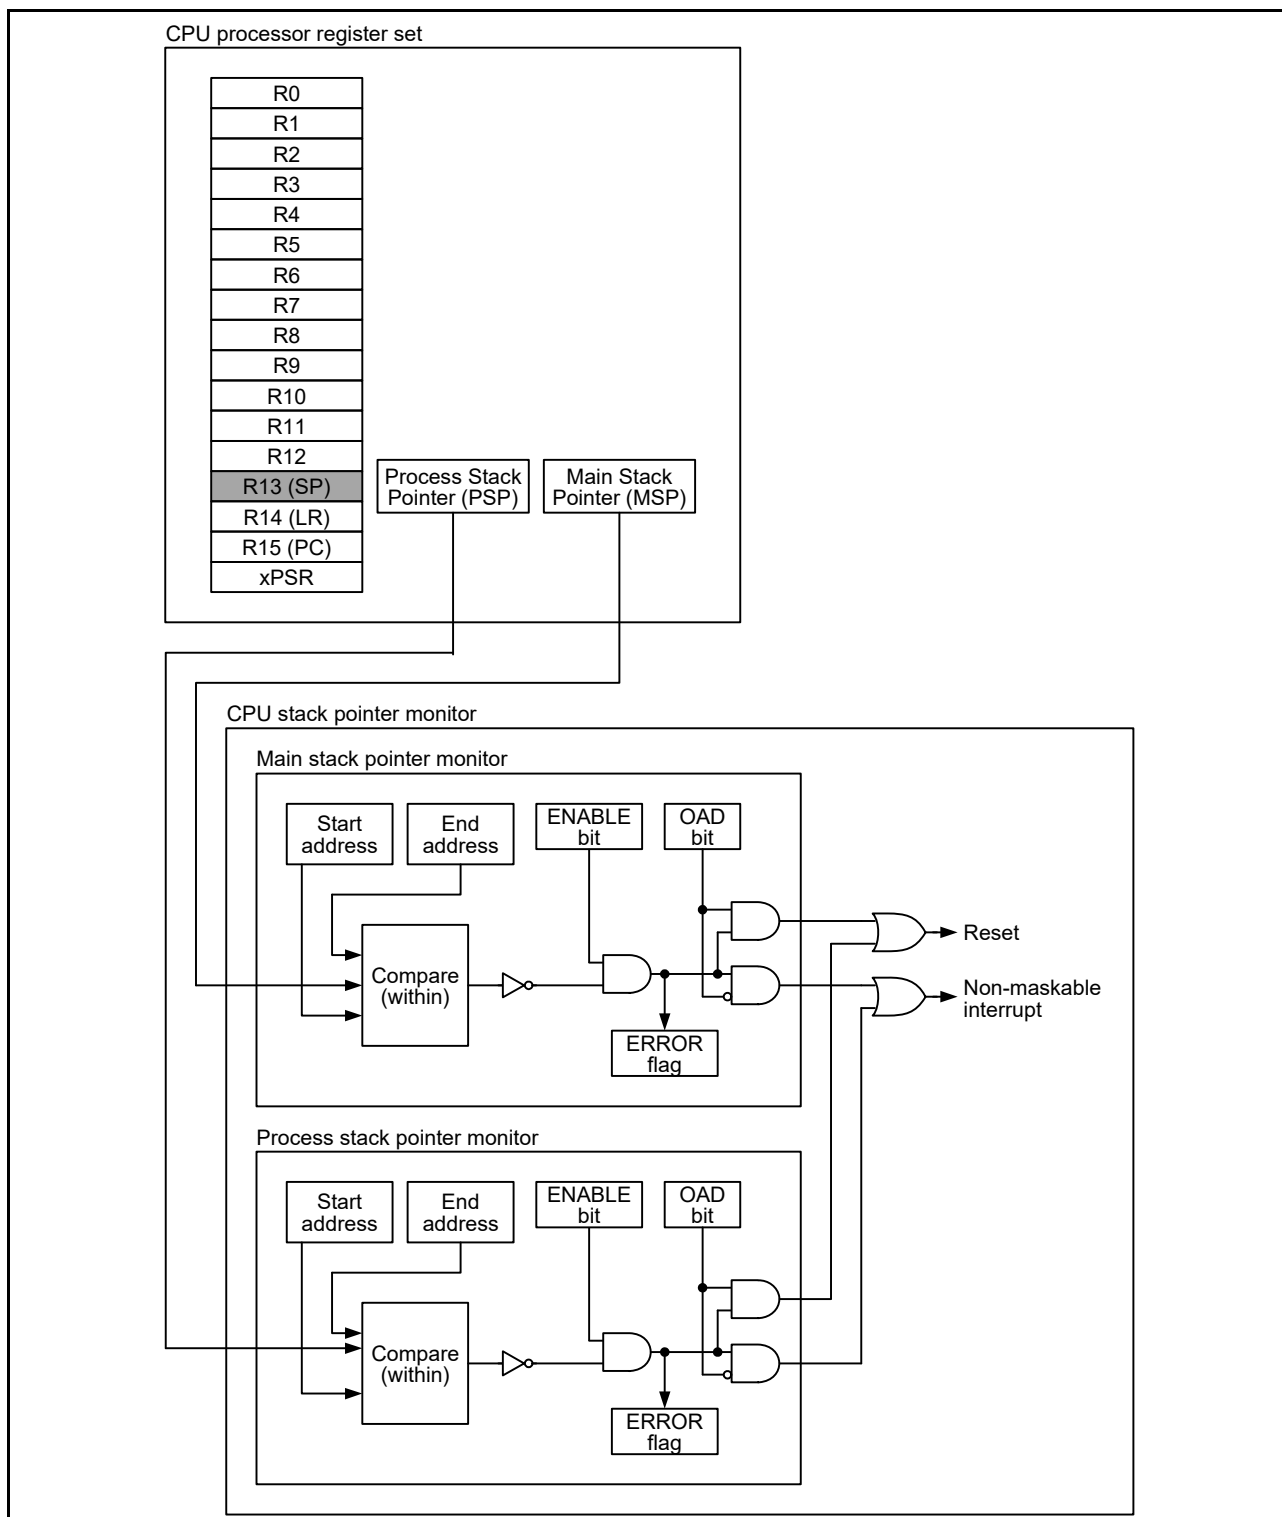 CPU processor register set
R0
R1
R2
R3
R4
R5
R6
R7
R8
R9
R10
R11
R12
R13 (SP)
R14 (LR)
R15 (PC)
xPSR
Process Stack
Pointer (PSP)
Main Stack
Pointer (MSP)
CPU stack pointer monitor
Main stack pointer monitor
Start
address
End
address
ENABLE
bit
OAD
bit
Compare
(within)
ERROR
flag
Reset
Non-maskable
interrupt
Process stack pointer monitor
Start
address
End
address
ENABLE
bit
OAD
bit
Compare
(within)
ERROR
flag